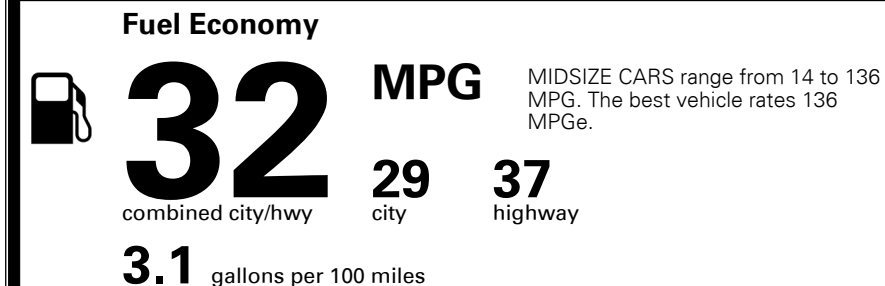 Fuel Economy
32 MPG
MIDSIZE CARS range from 14 to 136
MPG. The best vehicle rates 136
MPGe.
29 37
combined city/hwy city highway
3.1 gallons per 100 miles